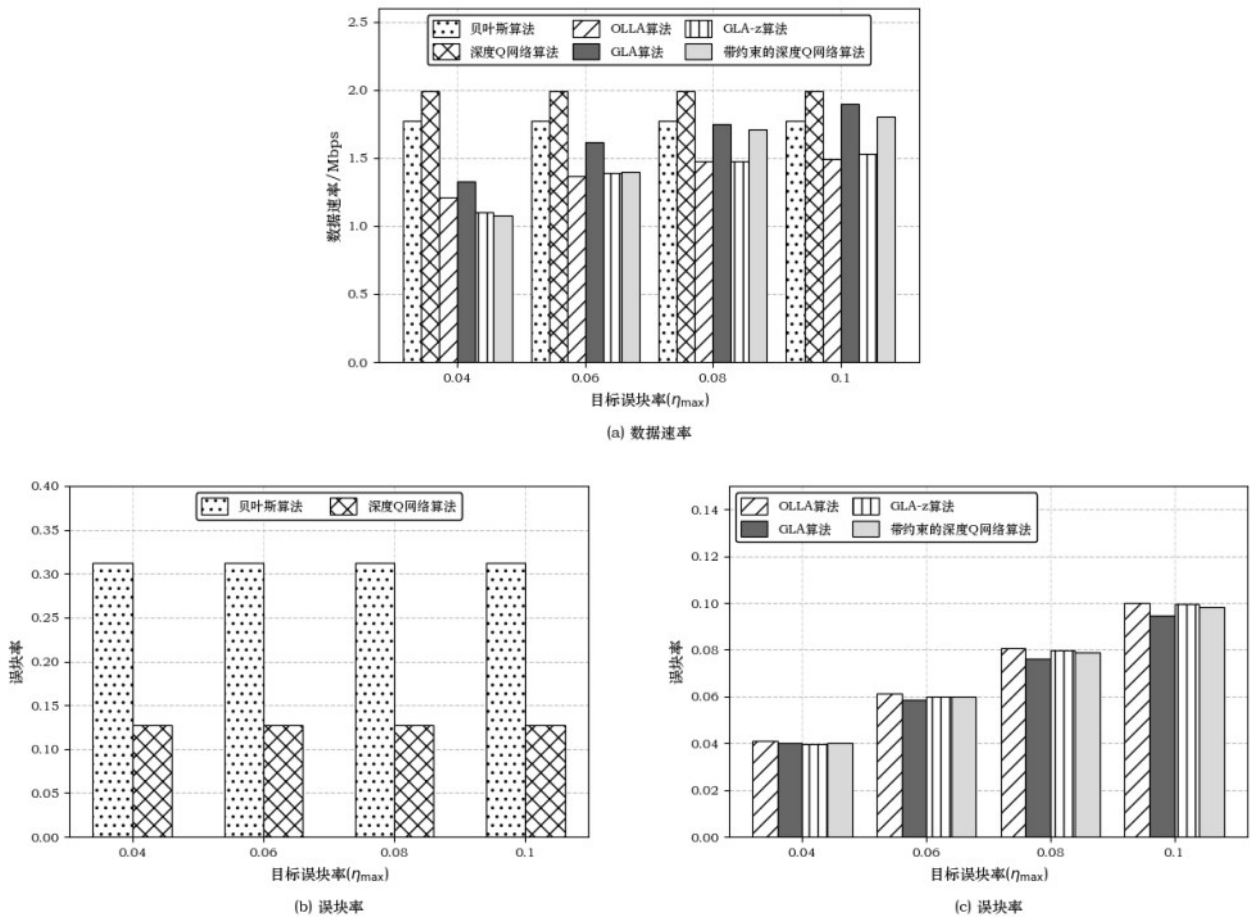 2.5
2.0
1.5
1.0
0.5
0.0
数据速率/Mbps
贝叶斯算法 OLLA算法 GLA-z算法
深度Q网络算法 GLA算法 带约束的深度Q网络算法
0.04 0.06 0.08 0.1
目标误块率(ηmax)
(a) 数据速率
0.40
0.35
0.30
0.25
0.20
0.15
0.10
0.05
0.00
误块率
贝叶斯算法 深度Q网络算法
0.04 0.06 0.08 0.1
目标误块率(ηmax)
(b) 误块率
0.14
0.12
0.10
0.08
0.06
0.04
0.02
0.00
误块率
OLLA算法 GLA-z算法
GLA算法 带约束的深度Q网络算法
0.04 0.06 0.08 0.1
目标误块率(ηmax)
(c) 误块率